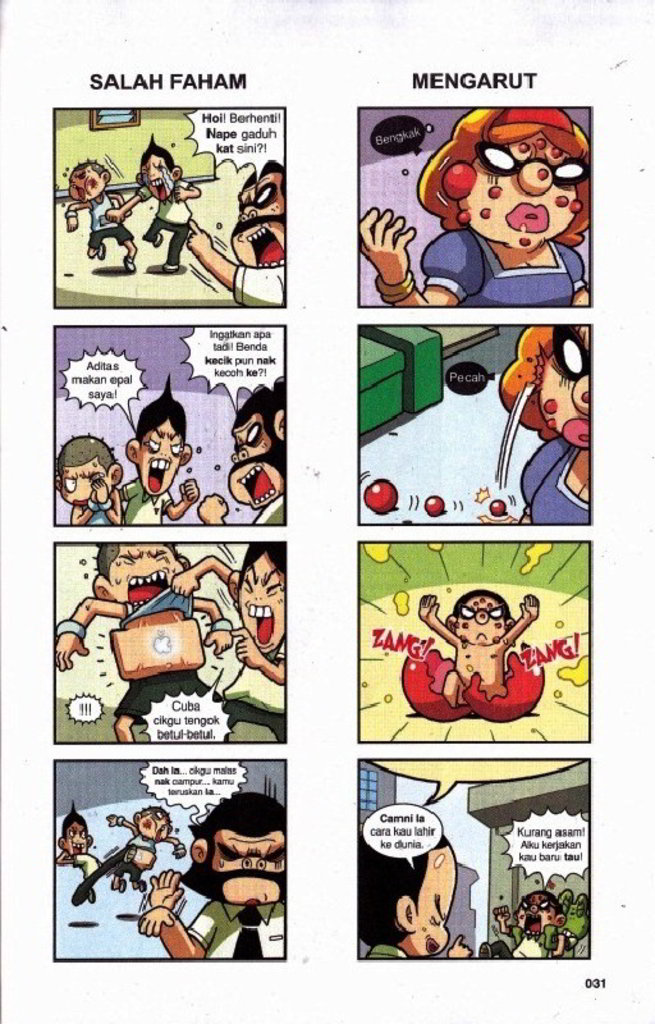 SALAH FAHAM
Hoi! Berhenti!
Nape gaduh
kat sini?!
Aditas
makan epal
saya!
Ingatkan apa
tadi! Benda
kecik pun nak
kecoh ke?!
!!!
Cuba
cikgu tengok
betul-betul.
Dah la... cikgu malas
nak campur... kamu
teruskan la...
MENGARUT
Bengkak
Pecah
ZANG!
ZANG!
Camni la
cara kau lahir
ke dunia.
Kurang asam!
Aku kerjakan
kau baru tau!
031